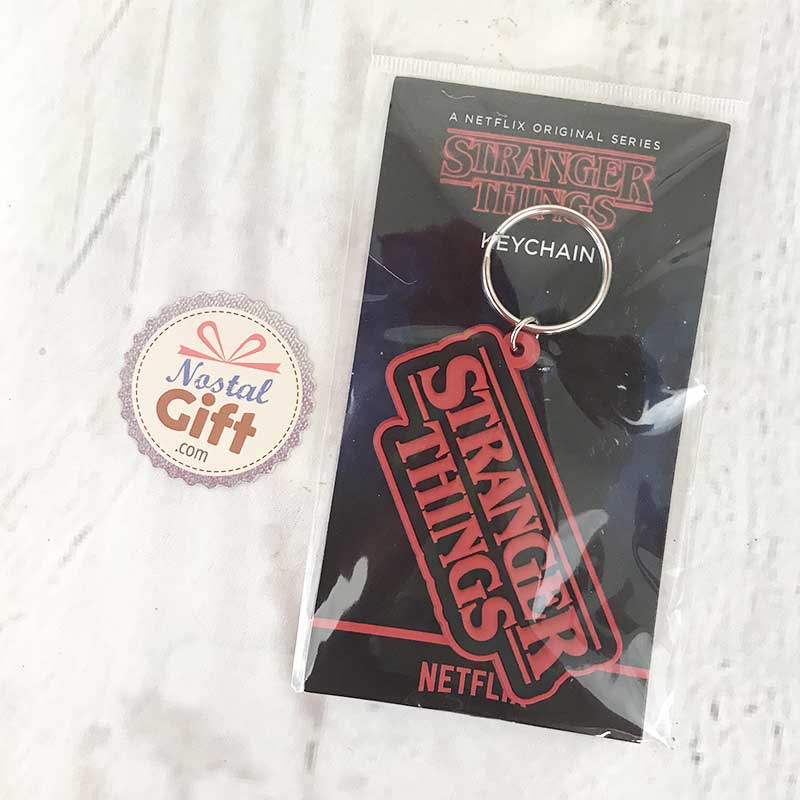 A NETFLIX ORIGINAL SERIES
STRANGER
THINGS
KEYCHAIN
STRANGER
THINGS
NETFLIX
Nostal
Gift
.com